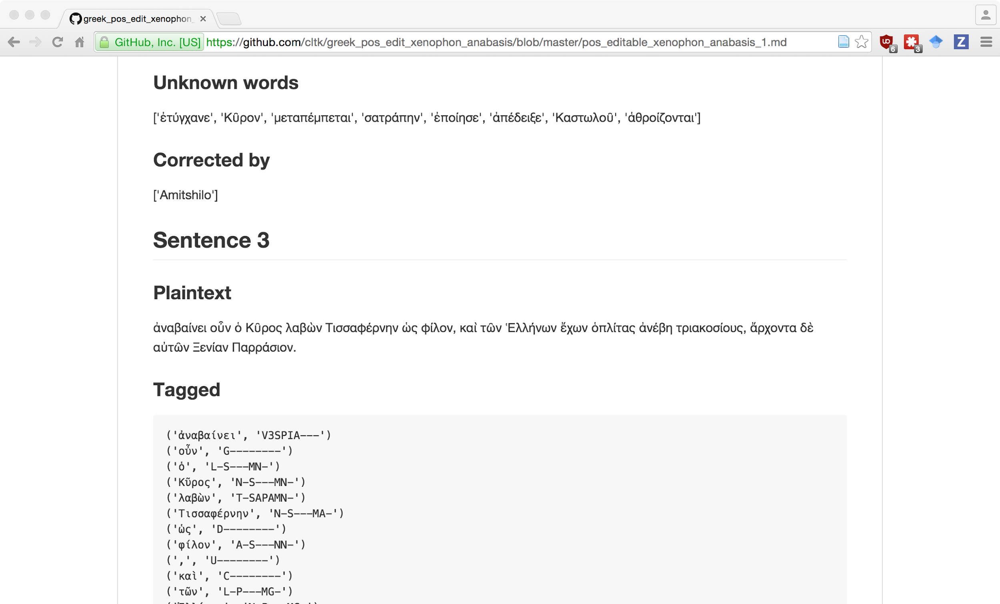 greek_pos_edit_xenophon_
GitHub, Inc. [US] https://github.com/cltk/greek_pos_edit_xenophon_anabasis/blob/master/pos_editable_xenophon_anabasis_1.md
6
3
Z
Unknown words
['ἐτύγχανε', 'Κῦρον', 'μεταπέμπεται', 'σατράπην', 'ἐποίησε', 'ἀπέδειξε', 'Καστωλοῦ', 'ἁθροίζονται']
Corrected by
['Amitshilo']
Sentence 3
Plaintext
ἀναβαίνει οὖν ὁ Κῦρος λαβὼν Τισσαφέρνην ὡς φίλον, καὶ τῶν Ἑλλήνων ἔχων ὁπλίτας ἀνέβη τριακοσίους, ἄρχοντα δὲ
αὐτῶν Ξενίαν Παρράσιον.
Tagged
('ἀναβαίνει', 'V3SPIA---')
('οὖν', 'G--------')
('ὁ', 'L-S---MN-')
('Κῦρος', 'N-S---MN-')
('λαβὼν', 'T-SAPAMN-')
('Τισσαφέρνην', 'N-S---MA-')
('ὡς', 'D--------')
('φίλον', 'A-S---NN-')
(',', 'U--------')
('καὶ', 'C--------')
('τῶν', 'L-P---MG-')